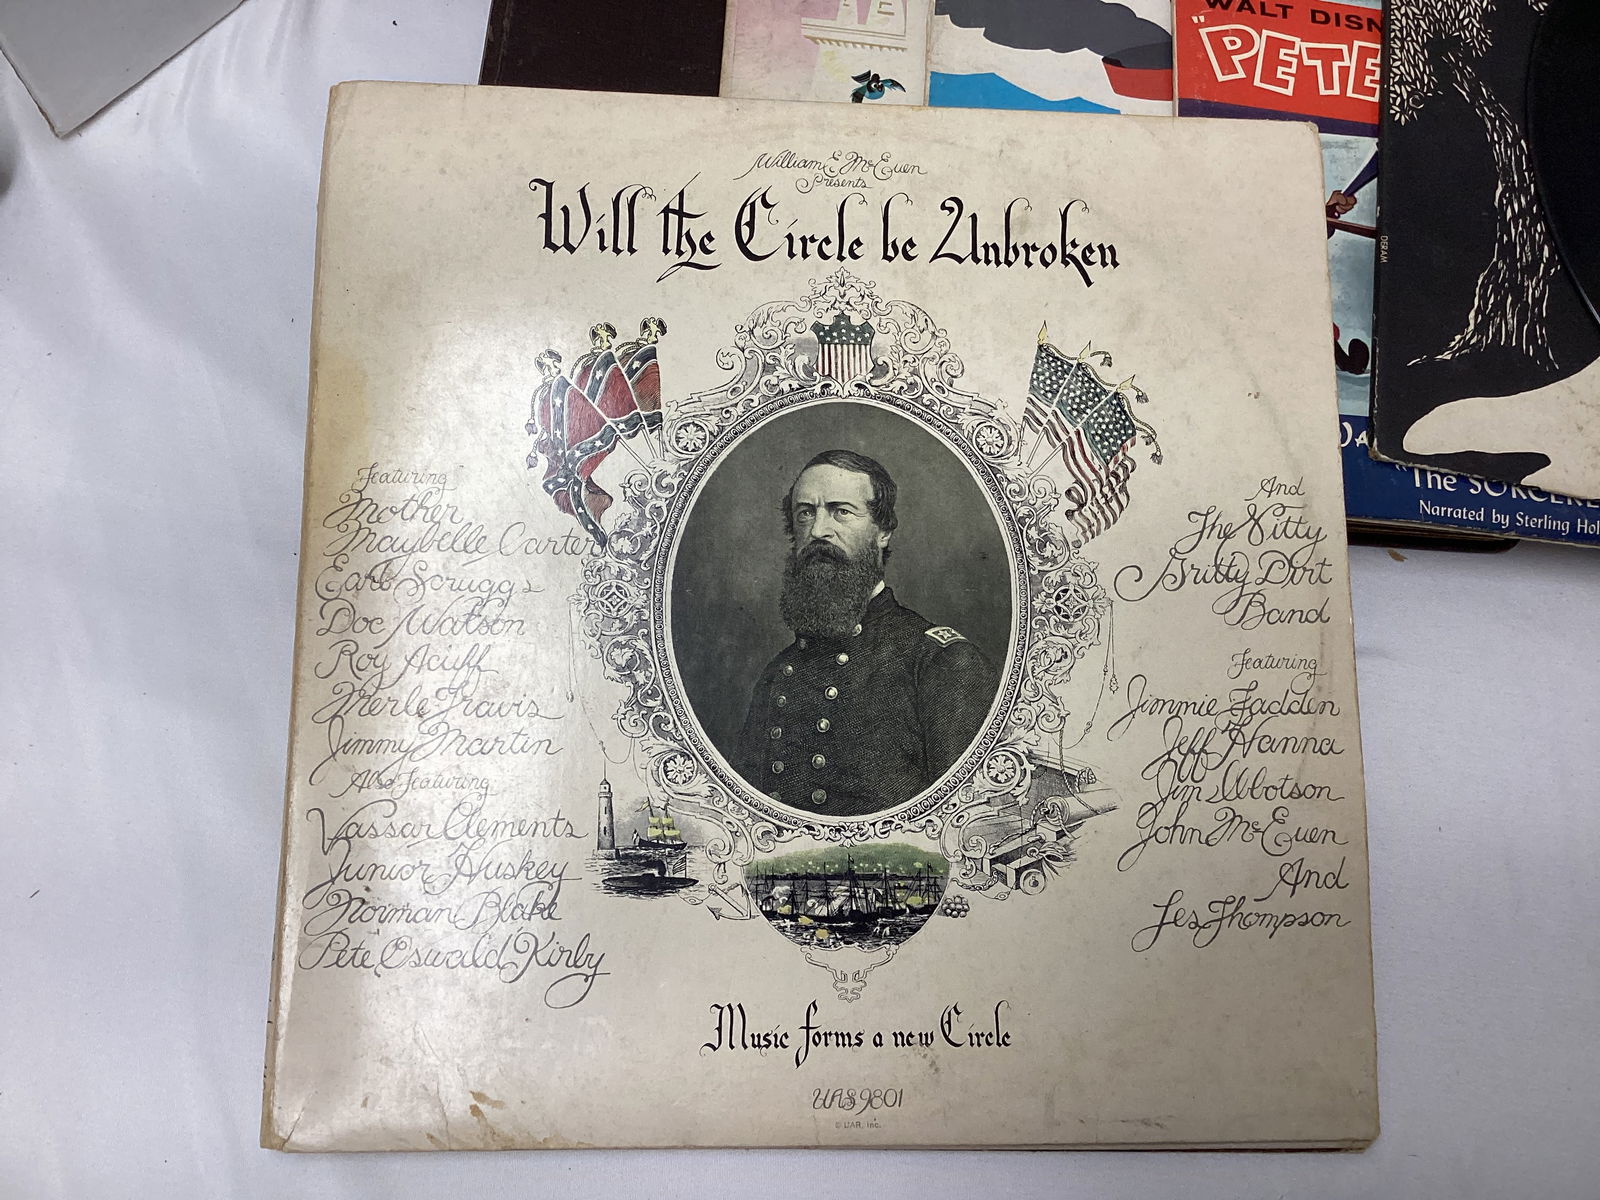 WALT DISN
"PETE
DERAM
"The SORCERE
Narrated by Sterling Hol
William E. McEuen
Presents
Will the Circle be Unbroken
Featuring
Mother
Maybelle Carter
Earl Scruggs
Doc Watson
Roy Acuff
Merle Travis
Jimmy Martin
Also Featuring
Vassar Clements
Junior Huskey
Norman Blake
Pete Oswald Kirby
And
The Nitty
Gritty Dirt
Band
Featuring
Jimmie Fadden
Jeff Hanna
Jim Ibbotson
John McEuen
And
Les Thompson
Music forms a new Circle
UAS 9801
© UAR, Inc.